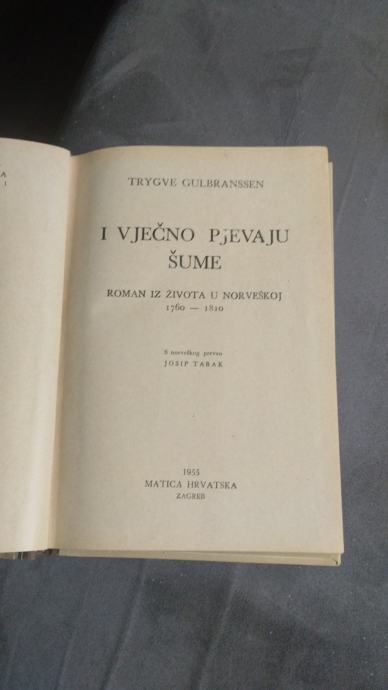 A
1
TRYGVE GULBRANSSEN
I VJEČNO PjEVAJU
ŠUME
ROMAN IZ ŽIVOTA U NORVEŠKOJ
1760 — 1810
S norveškog preveo
JOSIP TABAK
1955
MATICA HRVATSKA
ZAGREB